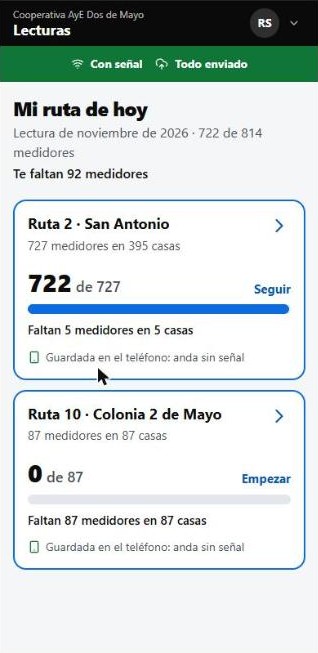 Cooperativa AyE Dos de Mayo
Lecturas
RS
Con señal Todo enviado
Mi ruta de hoy
Lectura de noviembre de 2026 · 722 de 814
medidores
Te faltan 92 medidores
Ruta 2 · San Antonio
727 medidores en 395 casas
722 de 727
Seguir
Faltan 5 medidores en 5 casas
Guardada en el teléfono: anda sin señal
Ruta 10 · Colonia 2 de Mayo
87 medidores en 87 casas
0 de 87
Empezar
Faltan 87 medidores en 87 casas
Guardada en el teléfono: anda sin señal